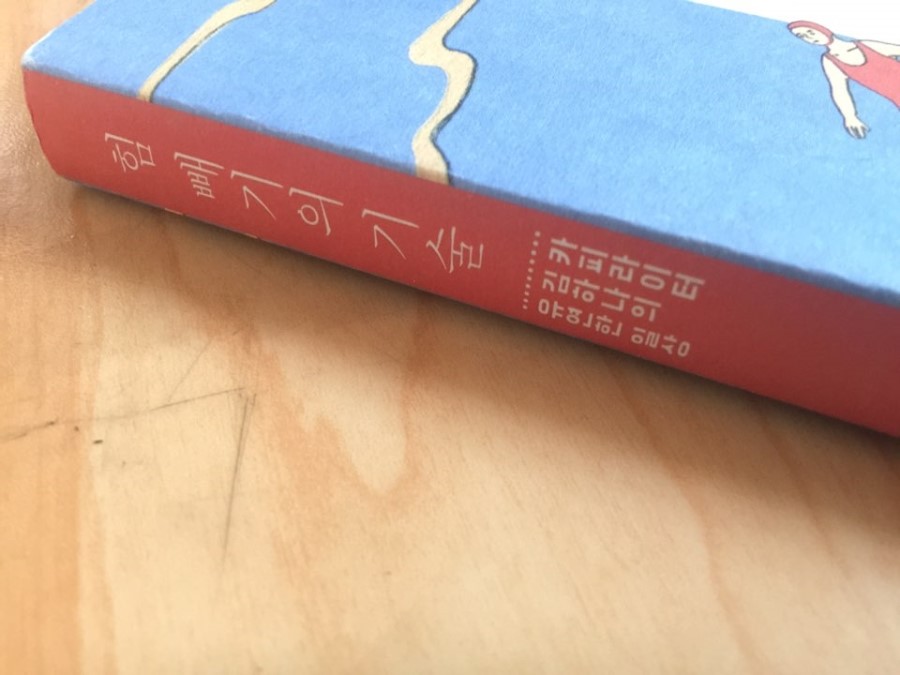 힘 빼기의 기술
카피라이터
김하나의
유연한 일상